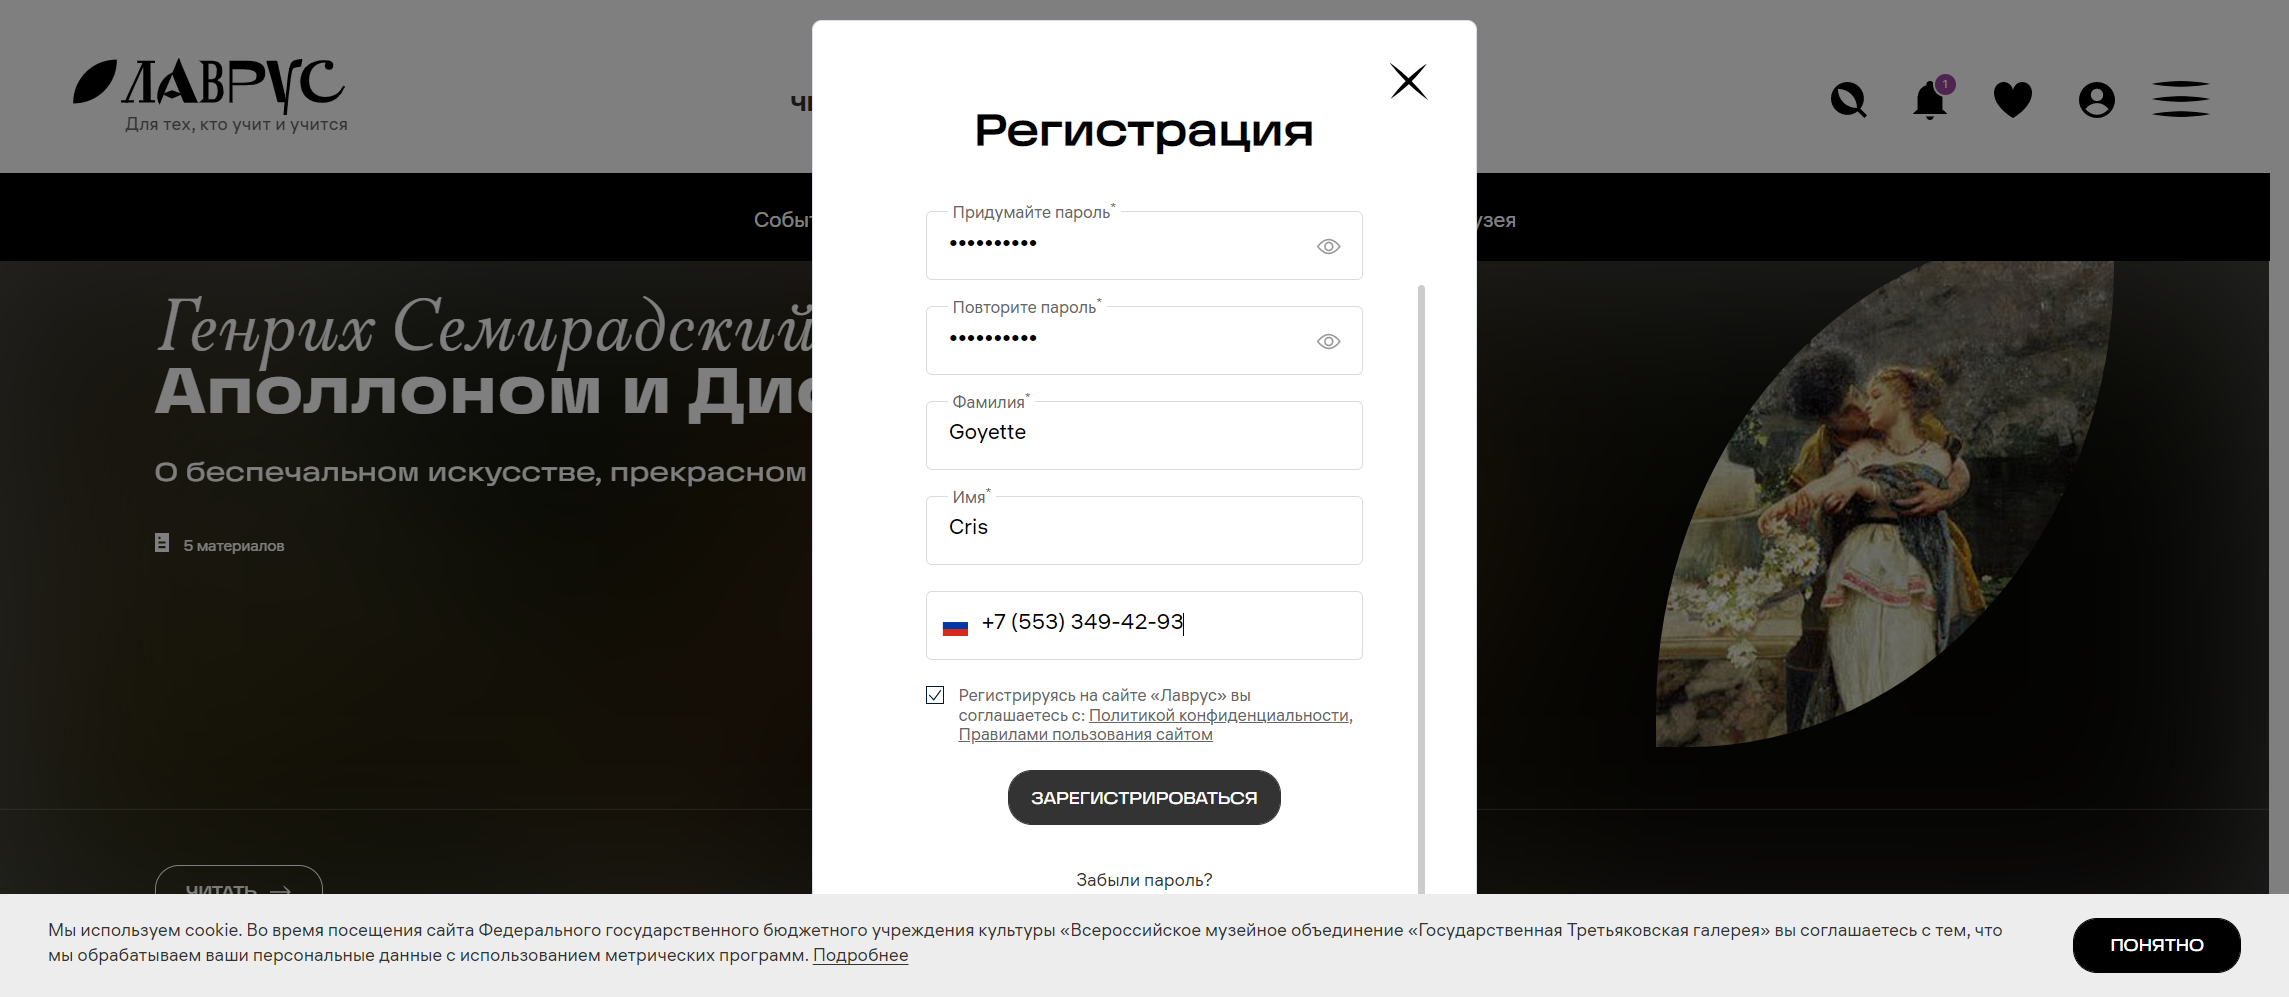 ЛАВРУС
Для тех, кто учит и учится
1
Регистрация
Придумайте пароль*
••••••••••
Повторите пароль*
••••••••••
Фамилия*
Goyette
Имя*
Cris
+7 (553) 349-42-93
Регистрируясь на сайте «Лаврус» вы
соглашаетесь с: Политикой конфиденциальности,
Правилами пользования сайтом
ЗАРЕГИСТРИРОВАТЬСЯ
Забыли пароль?
Генрих Семирадский
Аполлоном и
О беспечальном искусстве, прекрасном
5 материалов
ЧИТАТЬ
Мы используем cookie. Во время посещения сайта Федерального государственного бюджетного учреждения культуры «Всероссийское музейное объединение «Государственная Третьяковская галерея» вы соглашаетесь с тем, что
мы обрабатываем ваши персональные данные с использованием метрических программ. Подробнее
ПОНЯТНО